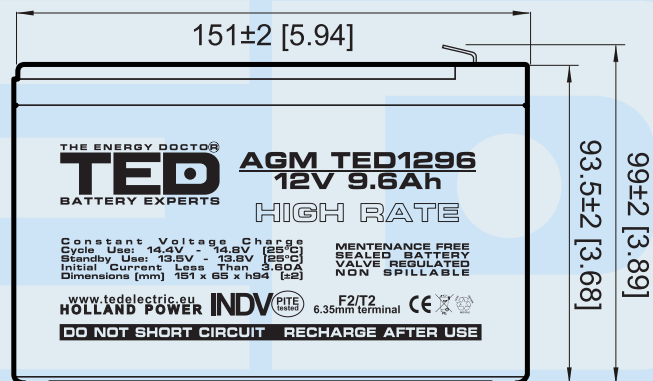 151±2 [5.94]
THE ENERGY DOCTOR®
TED
BATTERY EXPERTS
AGM TED1296
12V 9.6Ah
HIGH RATE
Constant Voltage Charge
Cycle Use: 14.4V - 14.8V (25°C)
Standby Use: 13.5V - 13.8V (25°C)
Initial Current Less Than 3.60A
Dimensions (mm) 151 x 65 x h94 (±2)
MENTENANCE FREE
SEALED BATTERY
VALVE REGULATED
NON SPILLABLE
www.tedelectric.eu
HOLLAND POWER
INDV
PITE
tested
F2/T2
6.35mm terminal
CE
DO NOT SHORT CIRCUIT RECHARGE AFTER USE
93.5±2 [3.68]
99±2 [3.89]